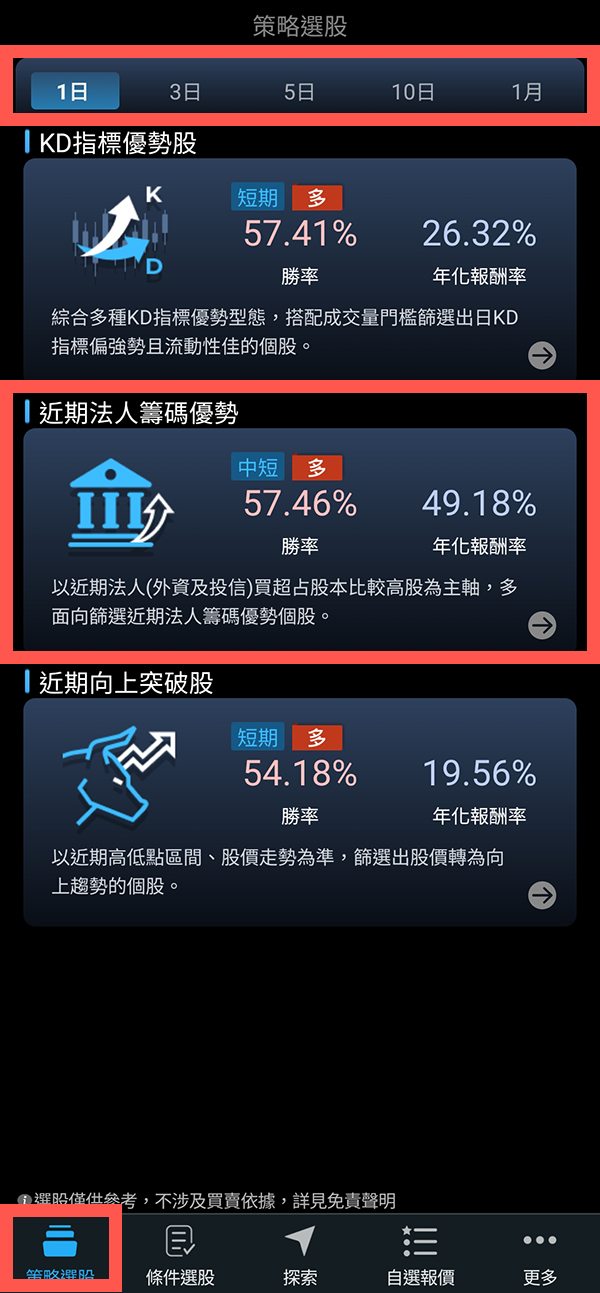 策略選股
1日 3日 5日 10日 1月
KD指標優勢股
K
D
短期 多
57.41% 26.32%
勝率 年化報酬率
綜合多種KD指標優勢型態，搭配成交量門檻篩選出日KD
指標偏強勢且流動性佳的個股。
近期法人籌碼優勢
中短 多
57.46% 49.18%
勝率 年化報酬率
以近期法人(外資及投信)買超占股本比較高股為主軸，多
面向篩選近期法人籌碼優勢個股。
近期向上突破股
短期 多
54.18% 19.56%
勝率 年化報酬率
以近期高低點區間、股價走勢為準，篩選出股價轉為向
上趨勢的個股。
選股僅供參考，不涉及買賣依據，詳見免責聲明
策略選股 條件選股 探索 自選報價 更多